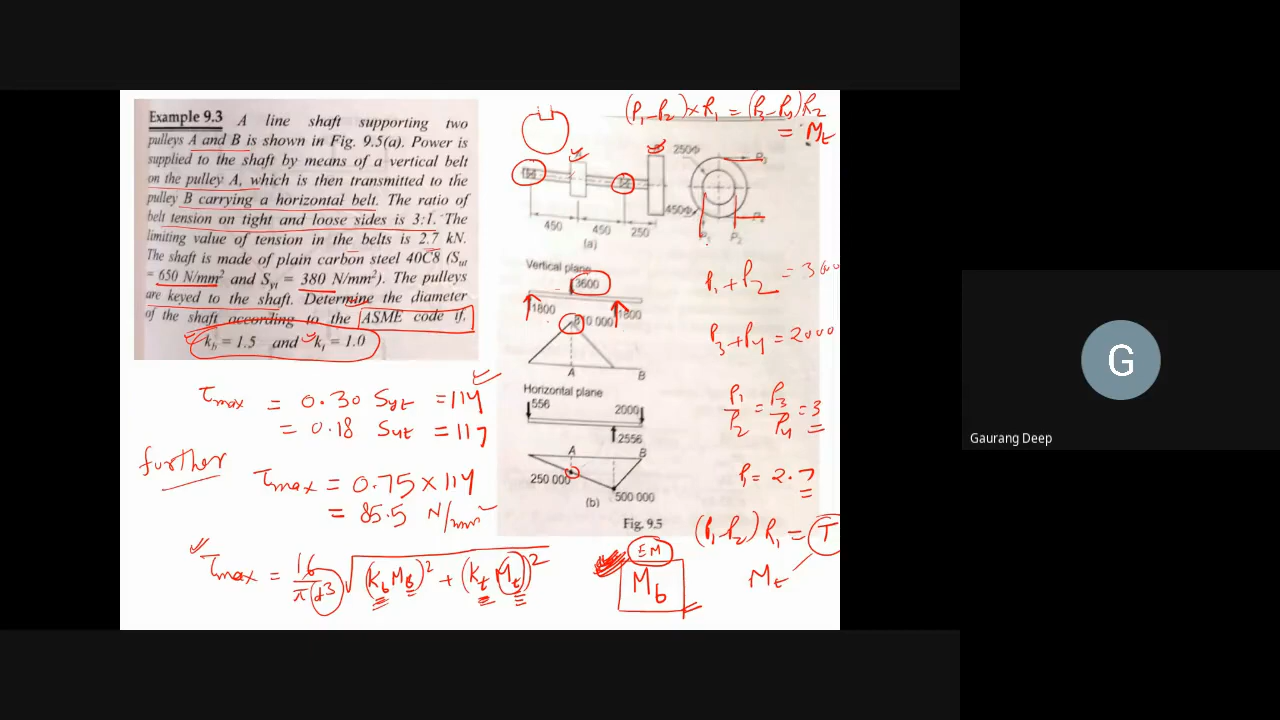 Example 9.3 A line shaft supporting two
pulleys A and B is shown in Fig. 9.5(a). Power is
supplied to the shaft by means of a vertical belt
on the pulley A, which is then transmitted to the
pulley B carrying a horizontal belt. The ratio of
belt tension on tight and loose sides is 3:1. The
limiting value of tension in the belts is 2.7 kN.
The shaft is made of plain carbon steel 40C8 (Sut
= 650 N/mm² and Syt = 380 N/mm²). The pulleys
are keyed to the shaft. Determine the diameter
of the shaft according to the ASME code if,
kb = 1.5 and kt = 1.0
τmax = 0.30 Syt = 114
= 0.18 Sut = 117
further
τmax = 0.75 × 114
= 85.5 N/mm²
τmax = 16/πd3 √(kb Mb)² + (kt Mt)²
(P1-P2) × R1 = (P3-P4) R2
= Mt
250Φ
450Φ
P1 P2
450 450 250
(a)
Vertical plane
3600
1800 1800
A B
Horizontal plane
556 2000
2556
A B
250 000
500 000
(b)
Fig. 9.5
P1 + P2 = 360
P3 + P4 = 2000
P1/P2 = P3/P4 = 3
P1 = 2.7
(P1-P2) R1 = T
Mt
EM
Mb
G
Gaurang Deep